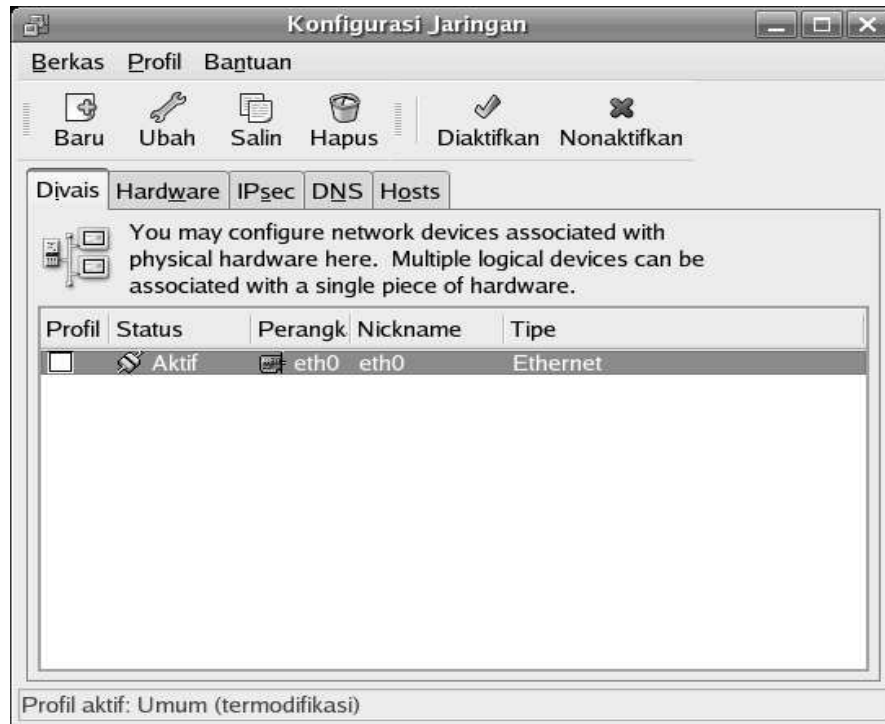 Konfigurasi Jaringan
Berkas Profil Bantuan
Baru Ubah Salin Hapus Diaktifkan Nonaktifkan
Divais Hardware IPsec DNS Hosts
You may configure network devices associated with
physical hardware here. Multiple logical devices can be
associated with a single piece of hardware.
Profil Status Perangk Nickname Tipe
Aktif eth0 eth0 Ethernet
Profil aktif: Umum (termodifikasi)